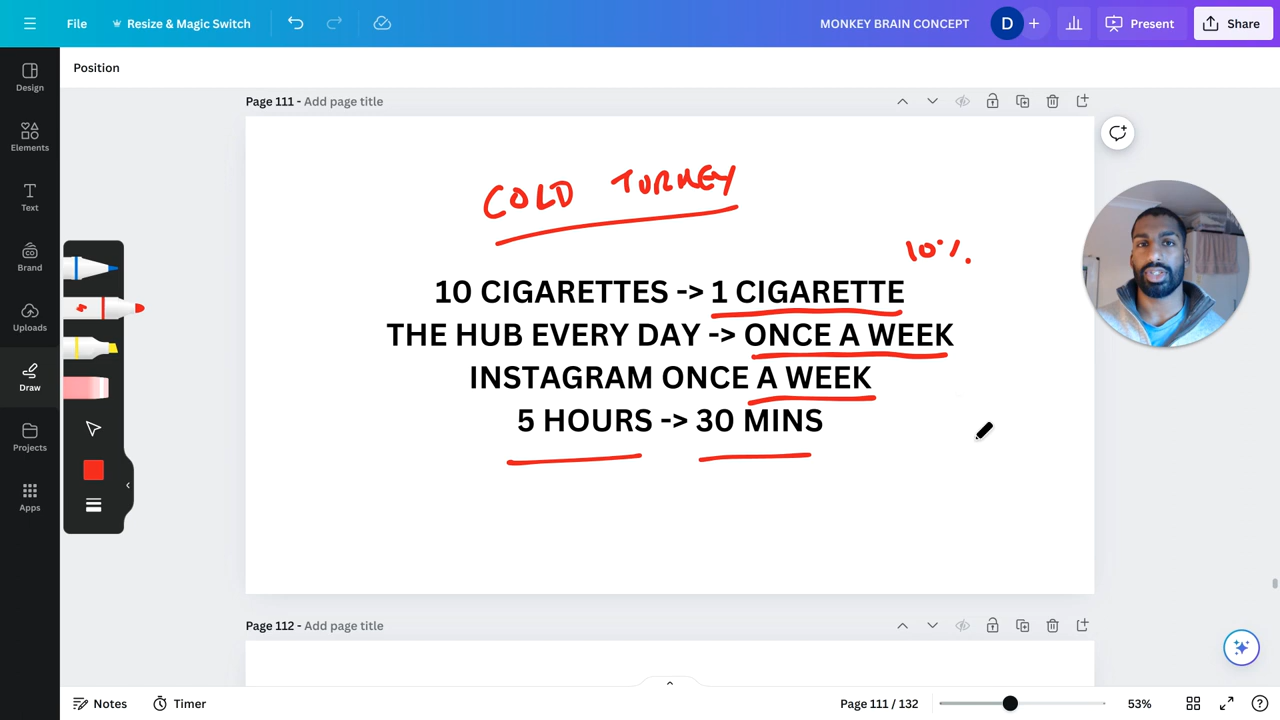 File
Resize & Magic Switch
MONKEY BRAIN CONCEPT
D
+
Present
Share
Position
Design
Elements
Text
Brand
Uploads
Draw
Projects
Apps
Page 111 - Add page title
COLD TURKEY
10%
10 CIGARETTES -> 1 CIGARETTE
THE HUB EVERY DAY -> ONCE A WEEK
INSTAGRAM ONCE A WEEK
5 HOURS -> 30 MINS
Page 112 - Add page title
Notes
Timer
Page 111 / 132
53%